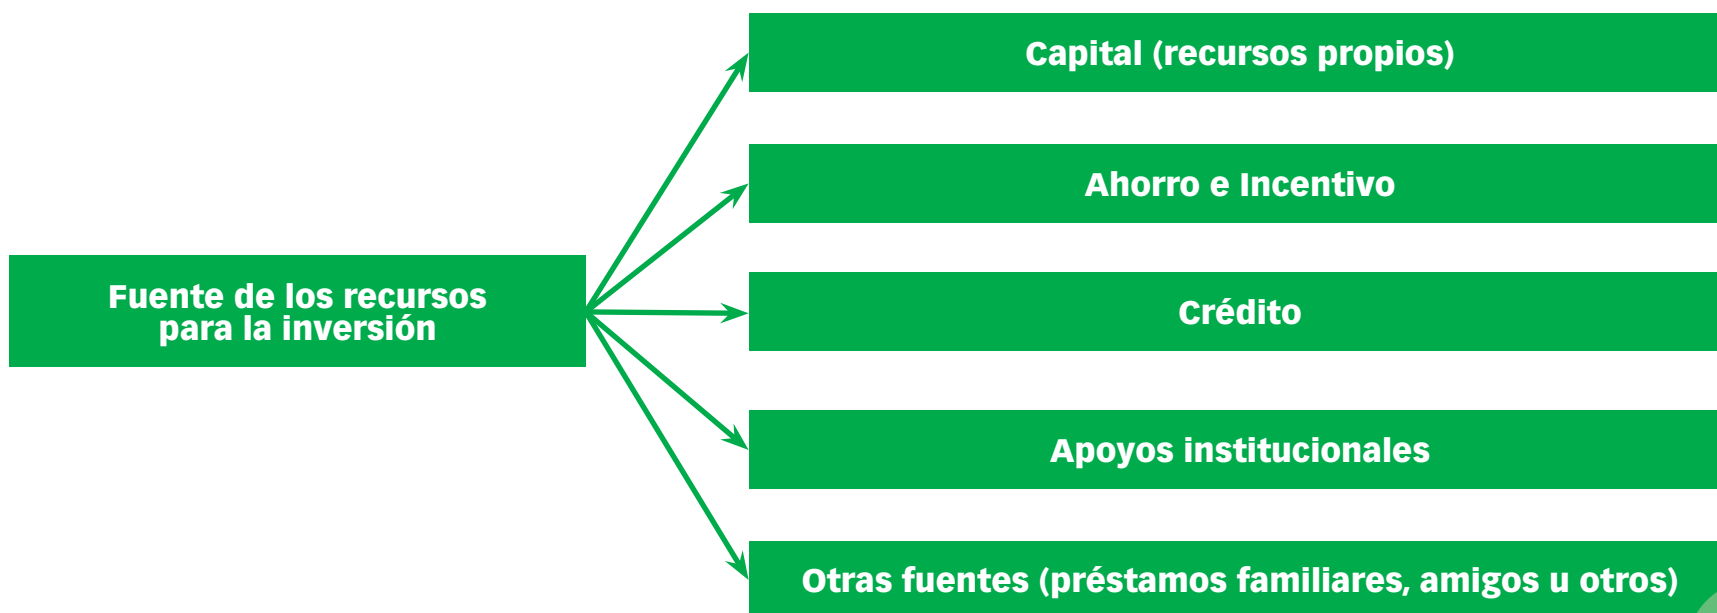 Capital (recursos propios)
Ahorro e Incentivo
Fuente de los recursos
para la inversión
Crédito
Apoyos institucionales
Otras fuentes (préstamos familiares, amigos u otros)